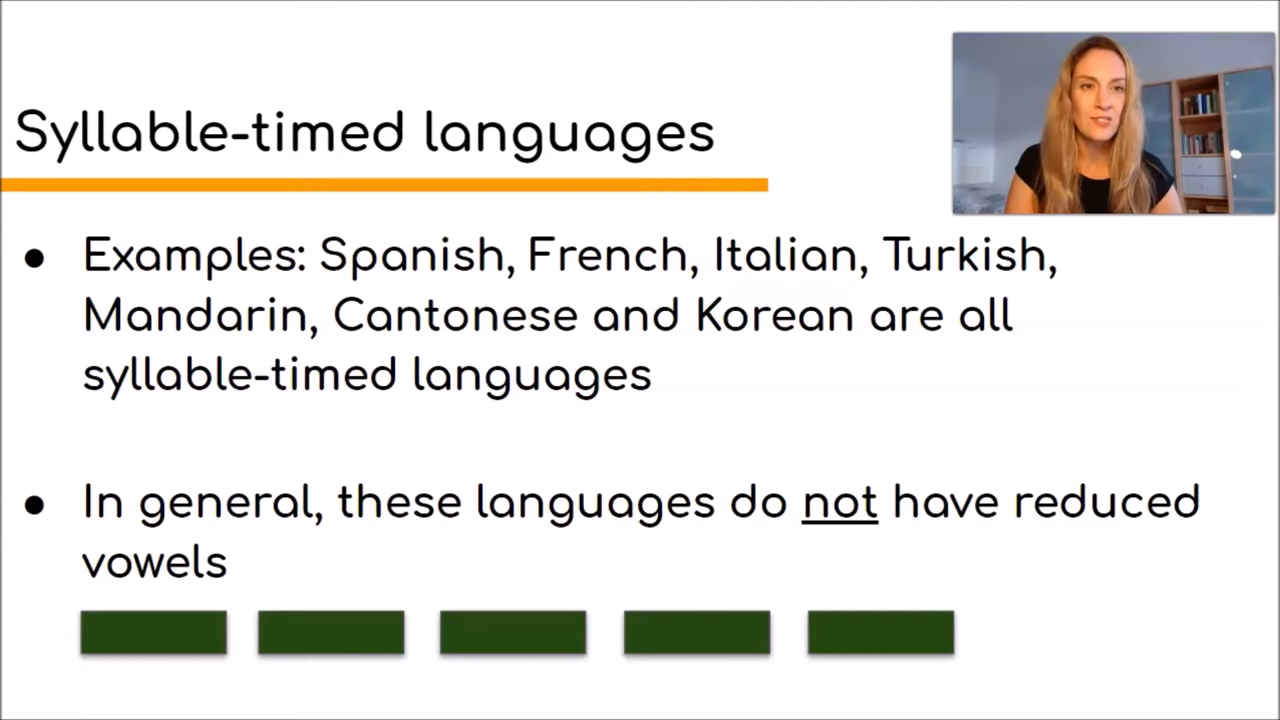 Syllable-timed languages
● Examples: Spanish, French, Italian, Turkish,
Mandarin, Cantonese and Korean are all
syllable-timed languages
● In general, these languages do not have reduced
vowels